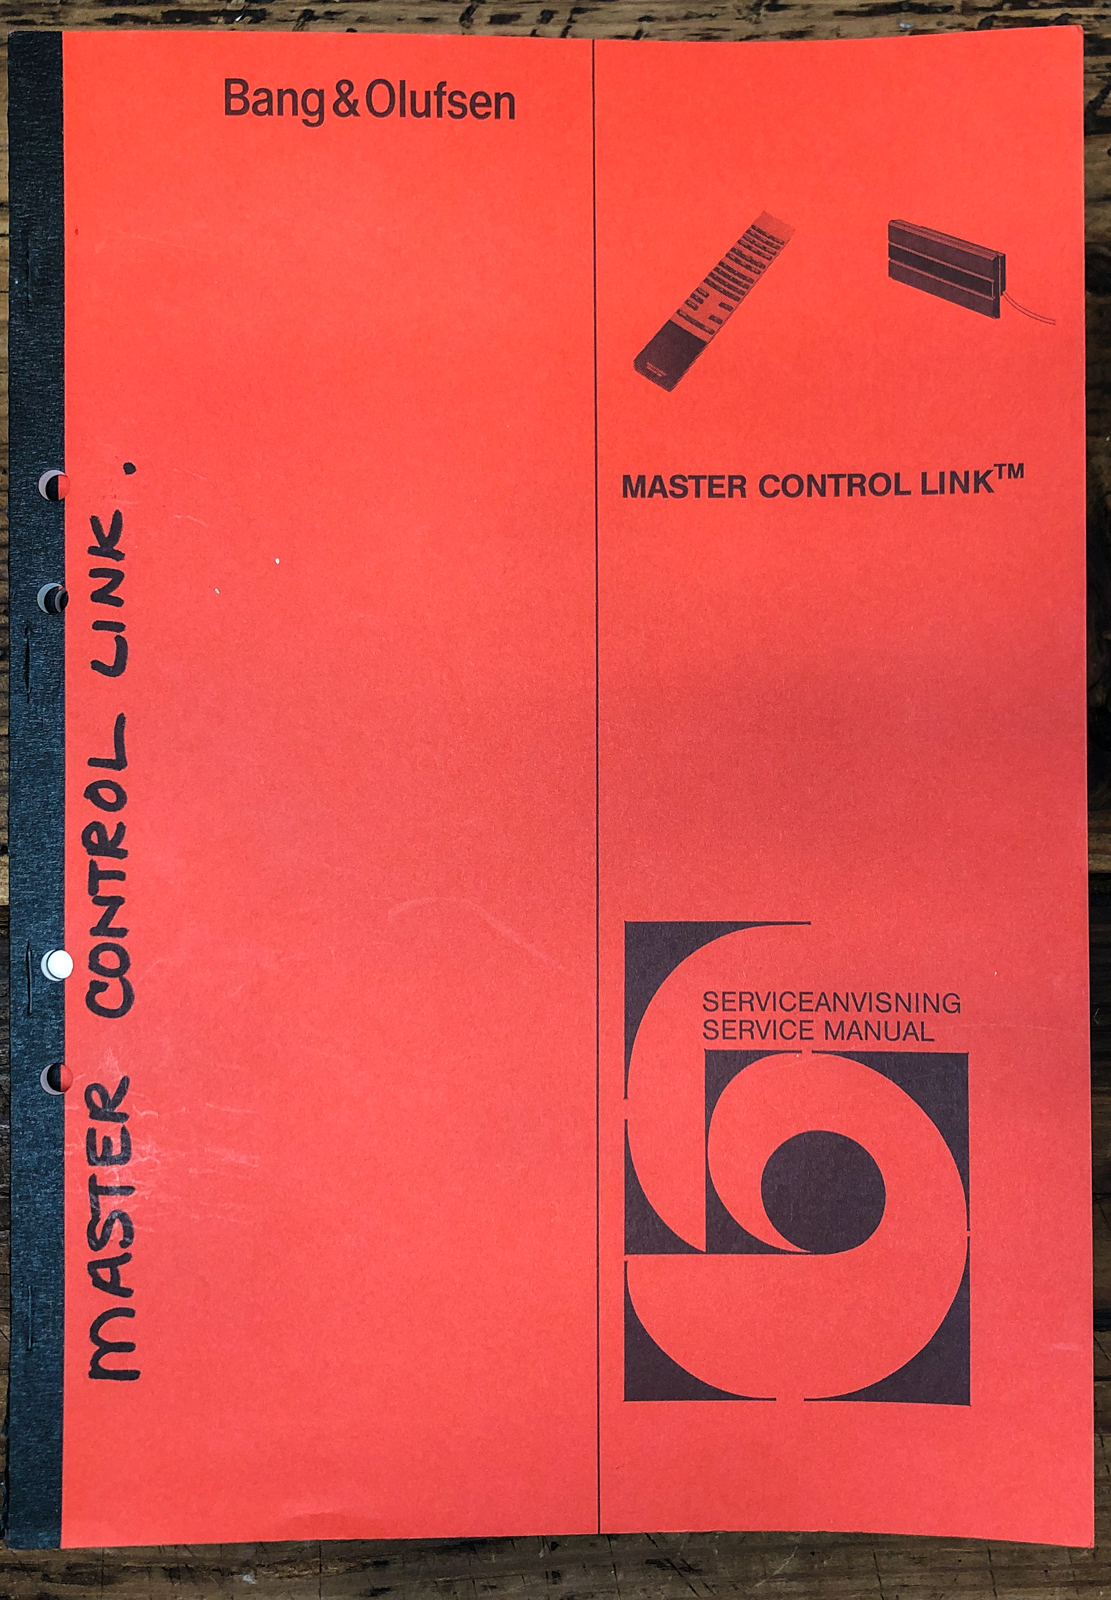 Bang & Olufsen
MASTER CONTROL LINK™
SERVICEANVISNING
SERVICE MANUAL
MASTER CONTROL LINK.